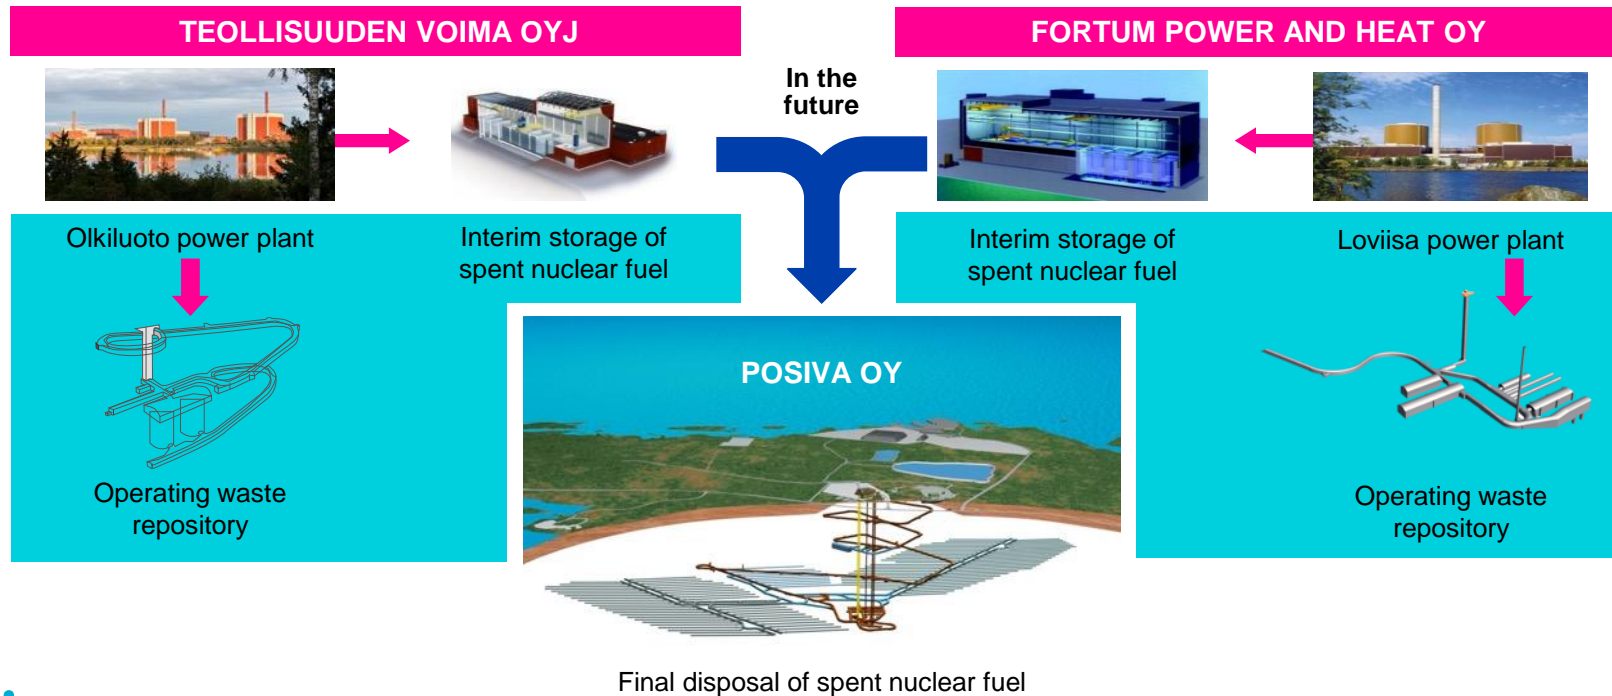 TEOLLISUUDEN VOIMA OYJ
FORTUM POWER AND HEAT OY
In the
future
Olkiluoto power plant
Interim storage of
spent nuclear fuel
Interim storage of
spent nuclear fuel
Loviisa power plant
POSIVA OY
Operating waste
repository
Operating waste
repository
Final disposal of spent nuclear fuel